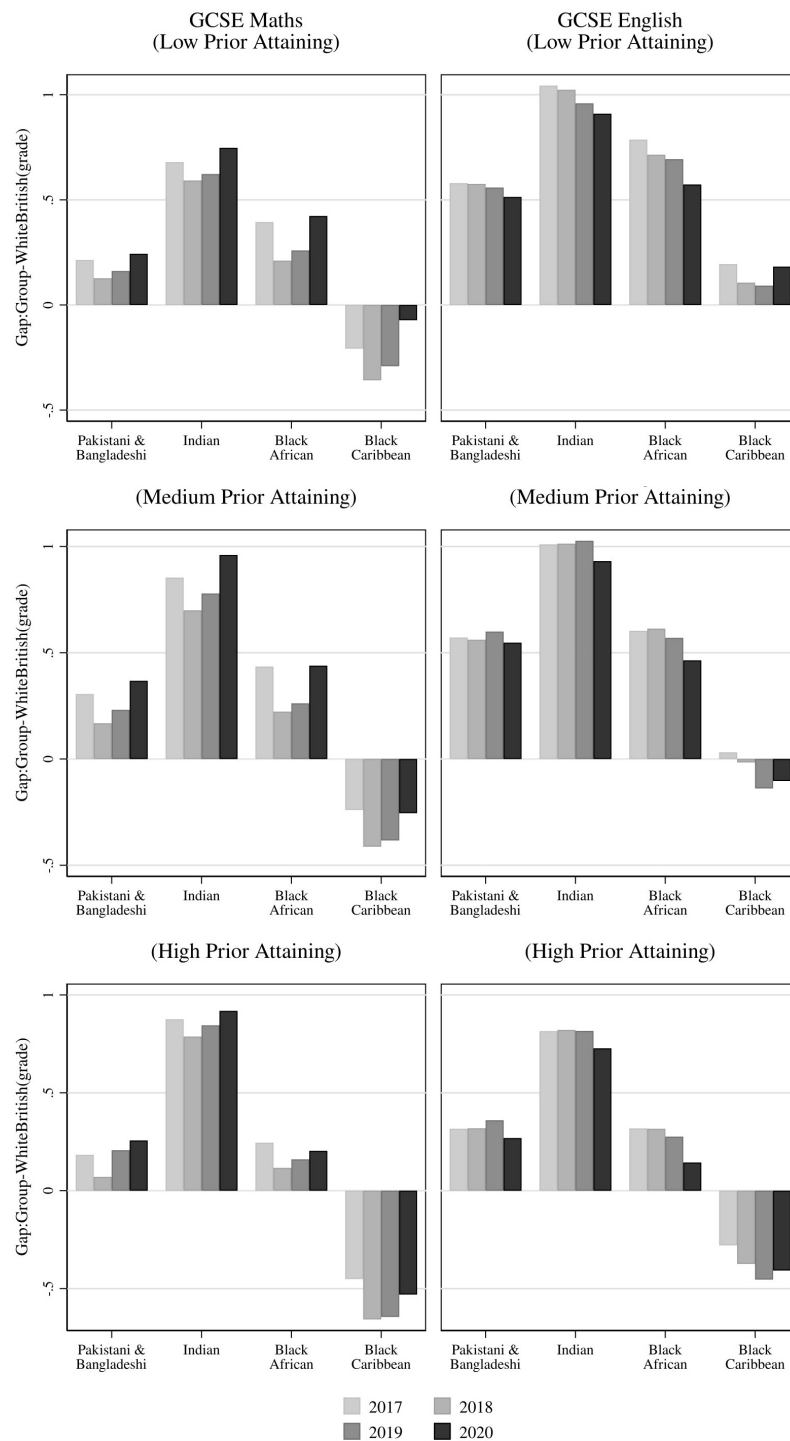 GCSE Maths
(Low Prior Attaining)
GCSE English
(Low Prior Attaining)
Gap:Group-WhiteBritish(grade)
1
.5
0
-.5
Pakistani &
Bangladeshi
Indian
Black
African
Black
Caribbean
Pakistani &
Bangladeshi
Indian
Black
African
Black
Caribbean
(Medium Prior Attaining)
(Medium Prior Attaining)
Gap:Group-WhiteBritish(grade)
1
.5
0
-.5
Pakistani &
Bangladeshi
Indian
Black
African
Black
Caribbean
Pakistani &
Bangladeshi
Indian
Black
African
Black
Caribbean
(High Prior Attaining)
(High Prior Attaining)
Gap:Group-WhiteBritish(grade)
1
.5
0
-.5
Pakistani &
Bangladeshi
Indian
Black
African
Black
Caribbean
Pakistani &
Bangladeshi
Indian
Black
African
Black
Caribbean
2017
2018
2019
2020